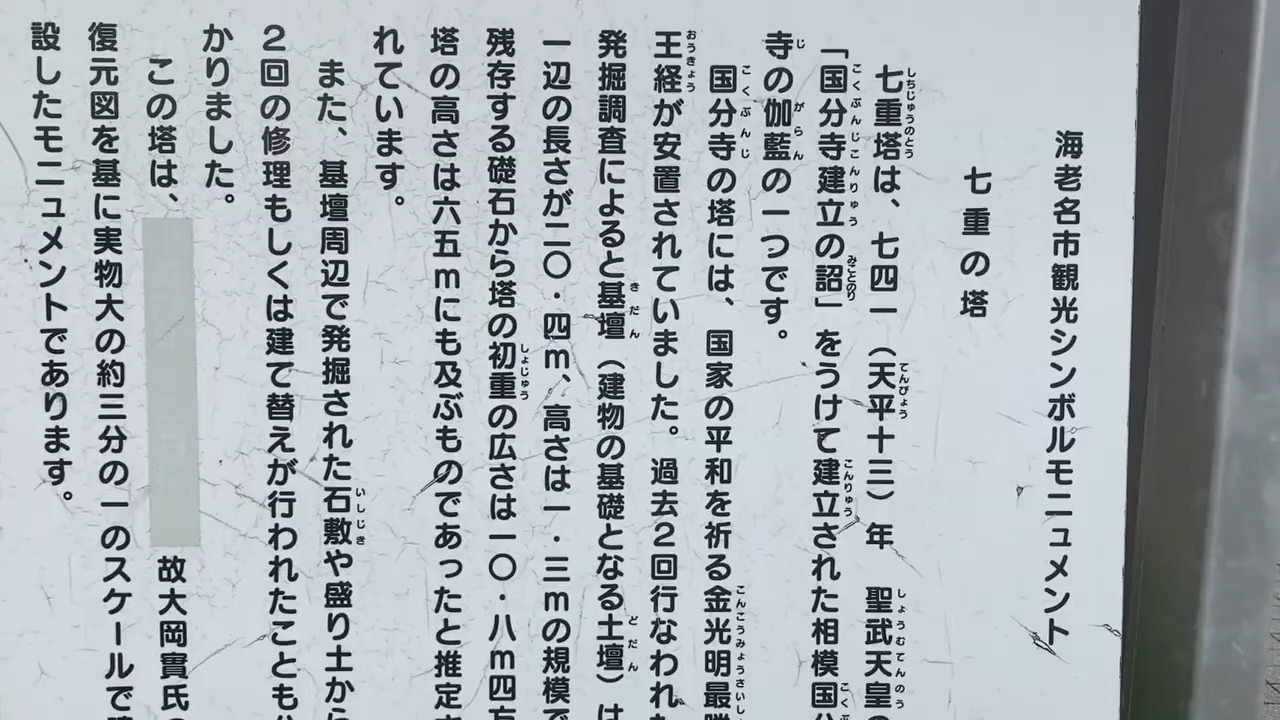 海老名市観光シンボルモニュメント
七重の塔
七重塔は、七四一（天平十三）年 聖武天皇の
「国分寺建立の詔」をうけて建立された相模国分
寺の伽藍の一つです。
国分寺の塔には、国家の平和を祈る金光明最勝
王経が安置されていました。過去2回行なわれ
発掘調査によると基壇（建物の基礎となる土壇）は
一辺の長さが二〇・四m、高さは一・三mの規模で
残存する礎石から塔の初重の広さは一〇・八m四方
塔の高さは六五mにも及ぶものであったと推定
れています。
また、基壇周辺で発掘された石敷や盛り土から
2回の修理もしくは建て替えが行われたことも分
かりました。
この塔は、 故大岡實氏の
復元図を基に実物大の約三分の一のスケールで
設したモニュメントであります。